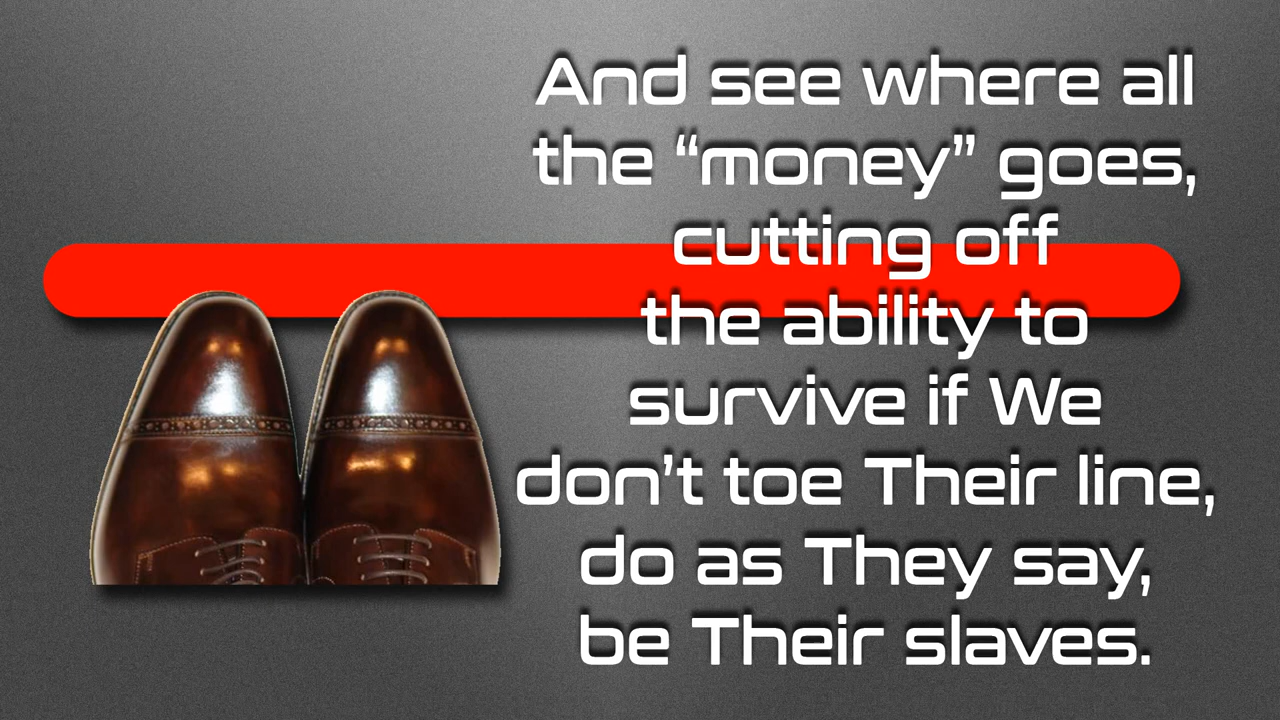 And see where all
the “money” goes,
cutting off
the ability to
survive if We
don’t toe Their line,
do as They say,
be Their slaves.